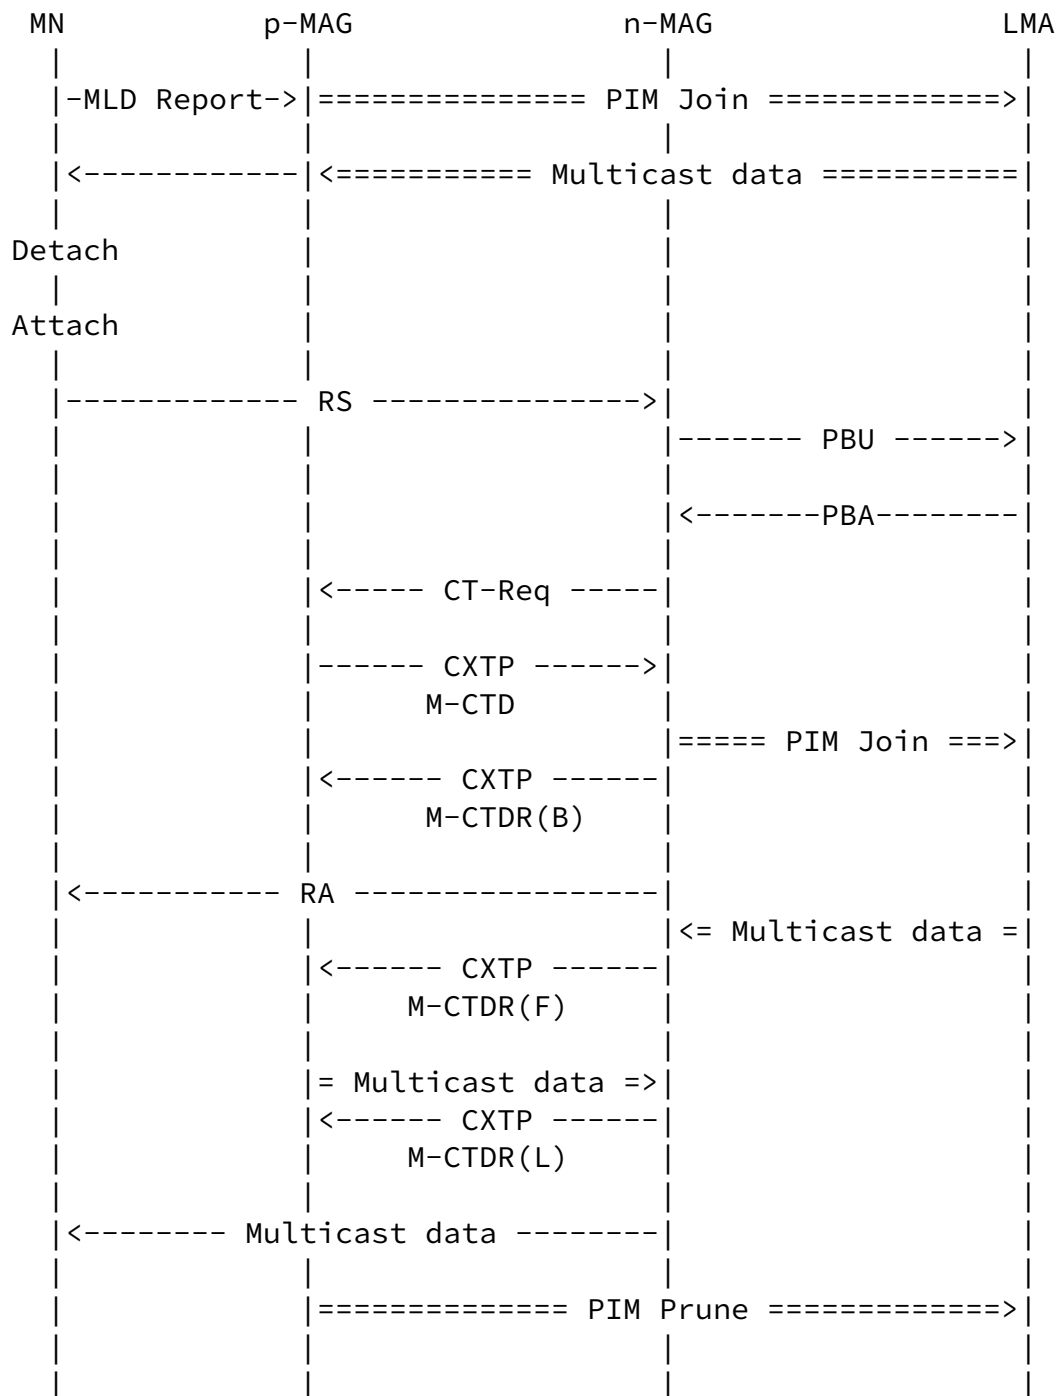 MN p-MAG n-MAG LMA
| | | |
|-MLD Report->|=============== PIM Join =============>|
| | | |
|<------------|<=========== Multicast data ===========|
| | | |
Detach | | |
| | | |
Attach | | |
| | | |
|------------- RS --------------->| |
| | |------- PBU ------>|
| | | |
| | |<-------PBA--------|
| | | |
| |<----- CT-Req -----| |
| | | |
| |------ CXTP ------>| |
| | M-CTD | |
| | |===== PIM Join ===>|
| |<------ CXTP ------| |
| | M-CTDR(B) | |
| | | |
|<----------- RA -----------------| |
| | |<= Multicast data =|
| |<------ CXTP ------| |
| | M-CTDR(F) | |
| | | |
| |= Multicast data =>| |
| |<------ CXTP ------| |
| | M-CTDR(L) | |
| | | |
|<-------- Multicast data --------| |
| | | |
| |============== PIM Prune =============>|
| | | |
| | | |